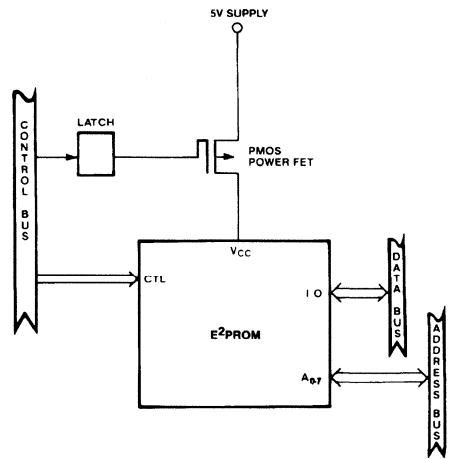 5V SUPPLY
CONTROL BUS
LATCH
PMOS
POWER FET
VCC
CTL
I O
E2PROM
A0-7
DATA BUS
ADDRESS BUS